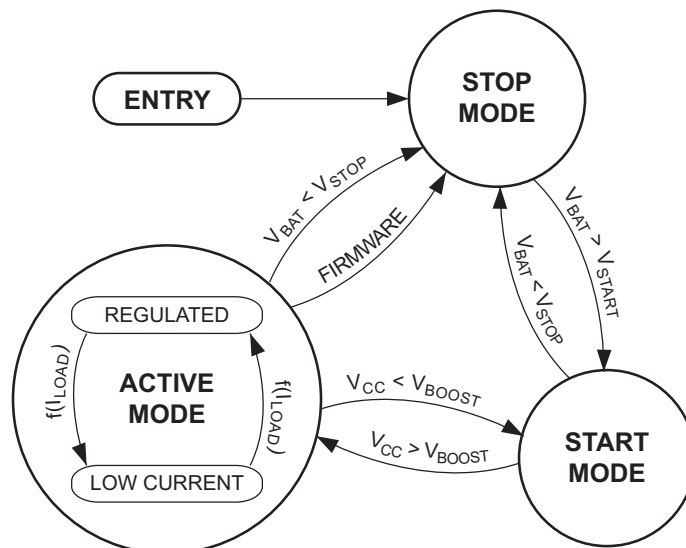 STOP
MODE
ENTRY
V_BAT < V_STOP
FIRMWARE
V_BAT > V_START
V_BAT < V_STOP
REGULATED
f(I_LOAD)
ACTIVE
MODE
f(I_LOAD)
LOW CURRENT
V_CC < V_BOOST
V_CC > V_BOOST
START
MODE